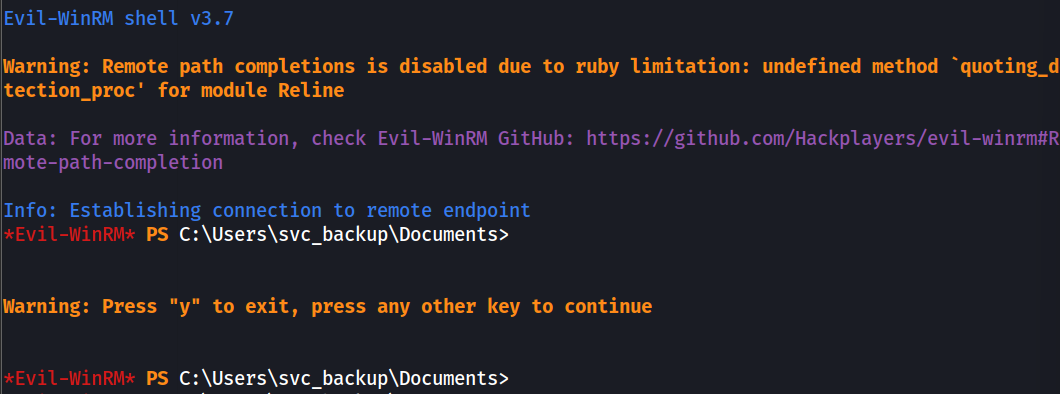 Evil-WinRM shell v3.7
Warning: Remote path completions is disabled due to ruby limitation: undefined method `quoting_d
tection_proc' for module Reline
Data: For more information, check Evil-WinRM GitHub: https://github.com/Hackplayers/evil-winrm#R
mote-path-completion
Info: Establishing connection to remote endpoint
*Evil-WinRM* PS C:\Users\svc_backup\Documents>
Warning: Press "y" to exit, press any other key to continue
*Evil-WinRM* PS C:\Users\svc_backup\Documents>